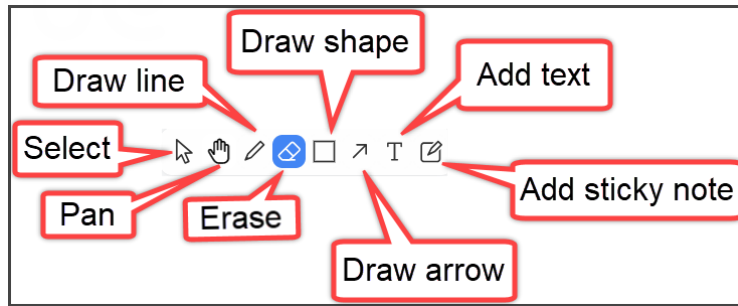 Draw shape
Draw line
Add text
Select
Pan
Erase
Add sticky note
Draw arrow